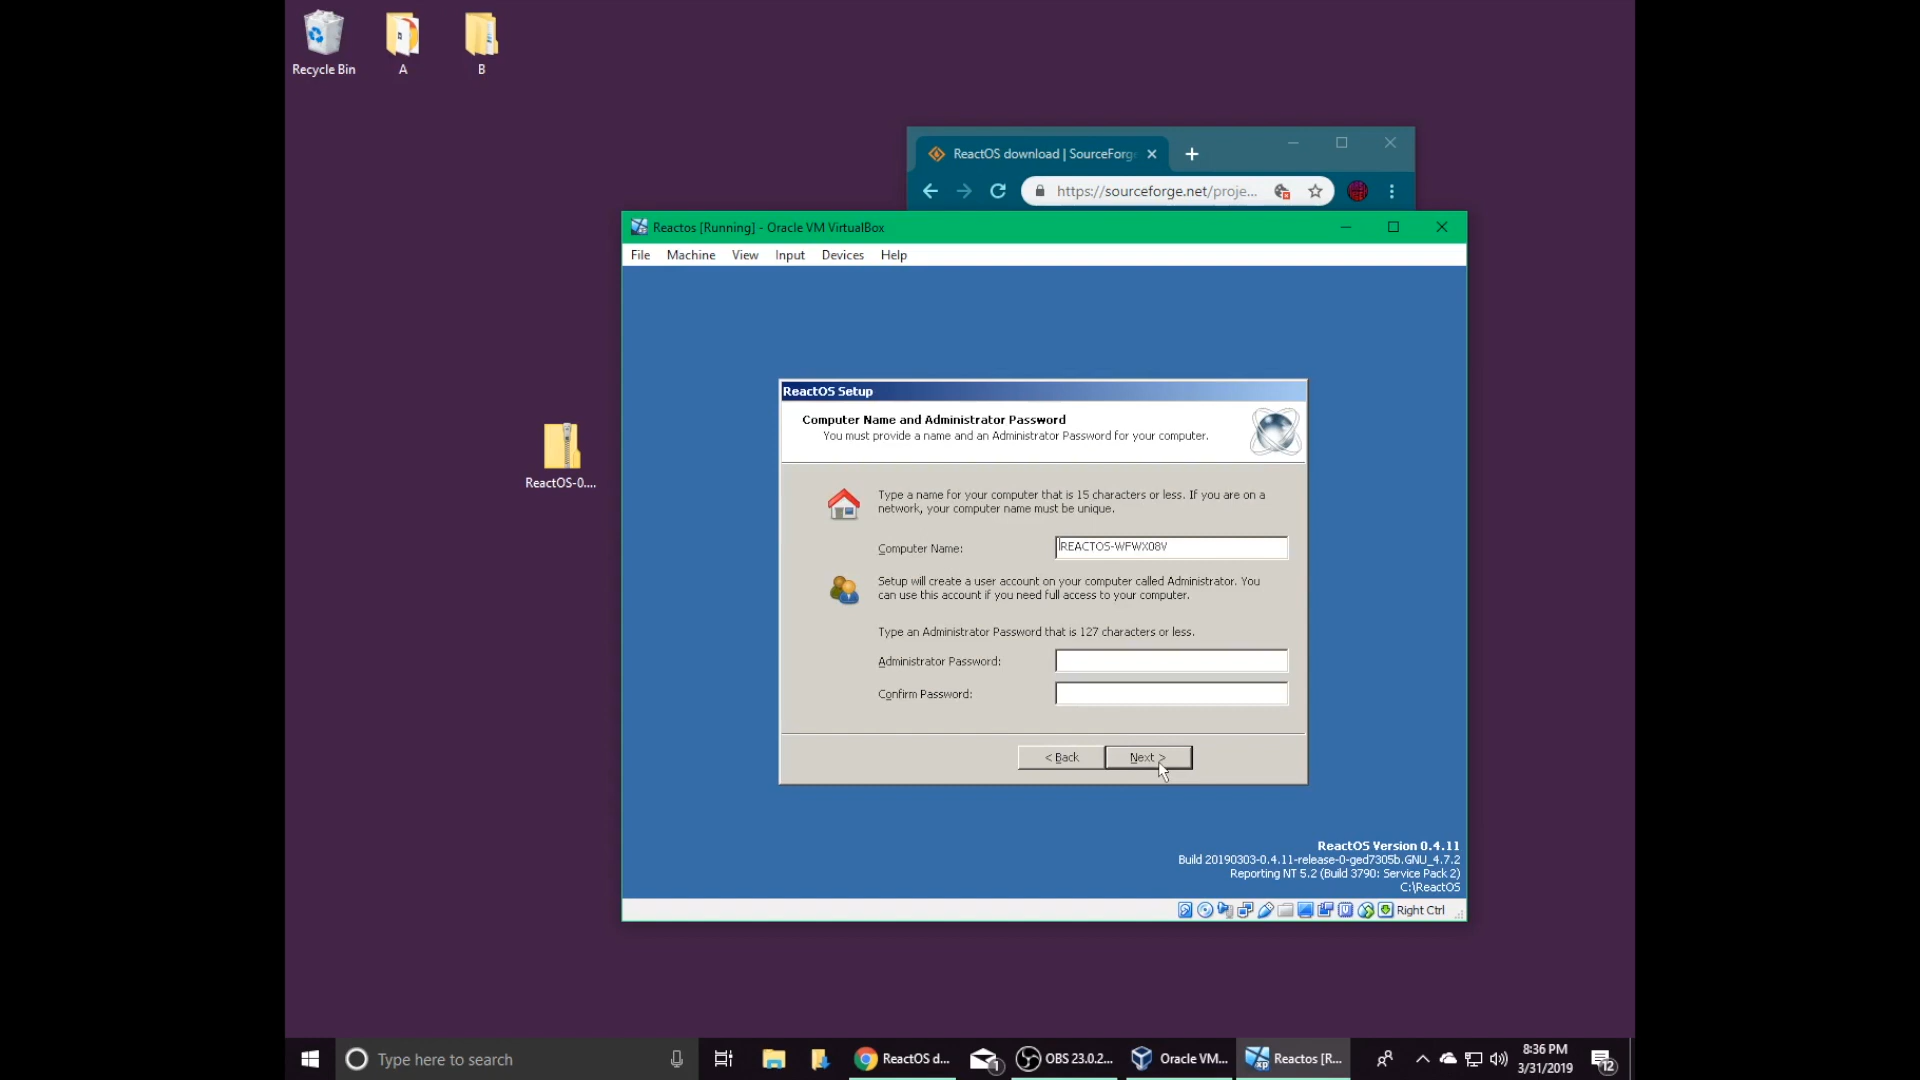 Recycle Bin
A
B
ReactOS download | SourceForg
https://sourceforge.net/proje...
Reactos [Running] - Oracle VM VirtualBox
File Machine View Input Devices Help
ReactOS Setup
Computer Name and Administrator Password
You must provide a name and an Administrator Password for your computer.
Type a name for your computer that is 15 characters or less. If you are on a
network, your computer name must be unique.
Computer Name: REACTOS-WFWX08V
Setup will create a user account on your computer called Administrator. You
can use this account if you need full access to your computer.
Type an Administrator Password that is 127 characters or less.
Administrator Password:
Confirm Password:
< Back Next >
ReactOS-0....
ReactOS Version 0.4.11
Build 20190303-0.4.11-release-0-ged7305b.GNU_4.7.2
Reporting NT 5.2 (Build 3790: Service Pack 2)
C:\ReactOS
Right Ctrl
Type here to search
ReactOS d...
1
OBS 23.0.2...
Oracle VM...
xp
Reactos [R...
8:36 PM
3/31/2019
12